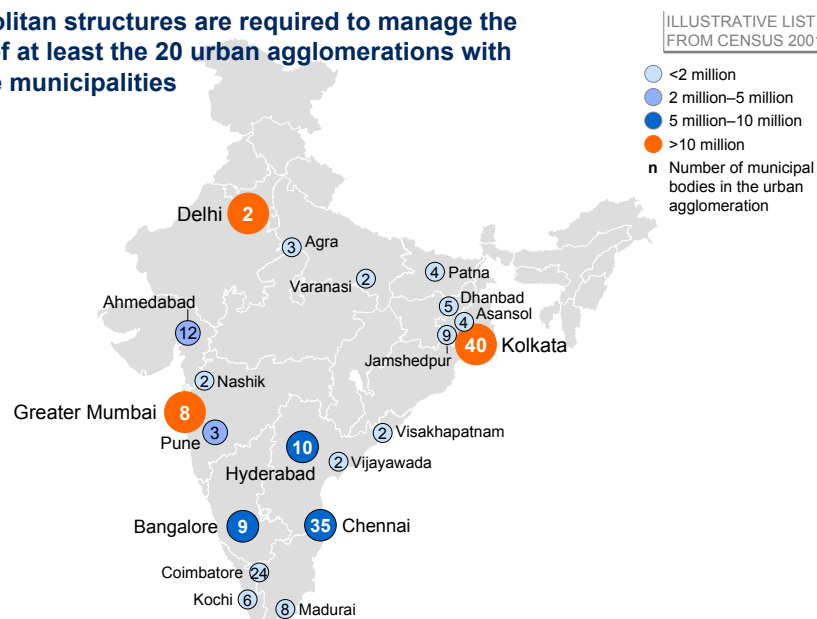 politan structures are required to manage the
of at least the 20 urban agglomerations with
municipalities
ILLUSTRATIVE LIST
FROM CENSUS 2001
<2 million
2 million–5 million
5 million–10 million
>10 million
n Number of municipal
bodies in the urban
agglomeration
Delhi 2
3 Agra
Varanasi 2
4 Patna
5 Dhanbad
4 Asansol
9
Jamshedpur
40 Kolkata
Ahmedabad
12
2 Nashik
Greater Mumbai 8
Pune 3
10
Hyderabad
2 Visakhapatnam
2 Vijayawada
Bangalore 9
35 Chennai
Coimbatore 24
Kochi 6
8 Madurai